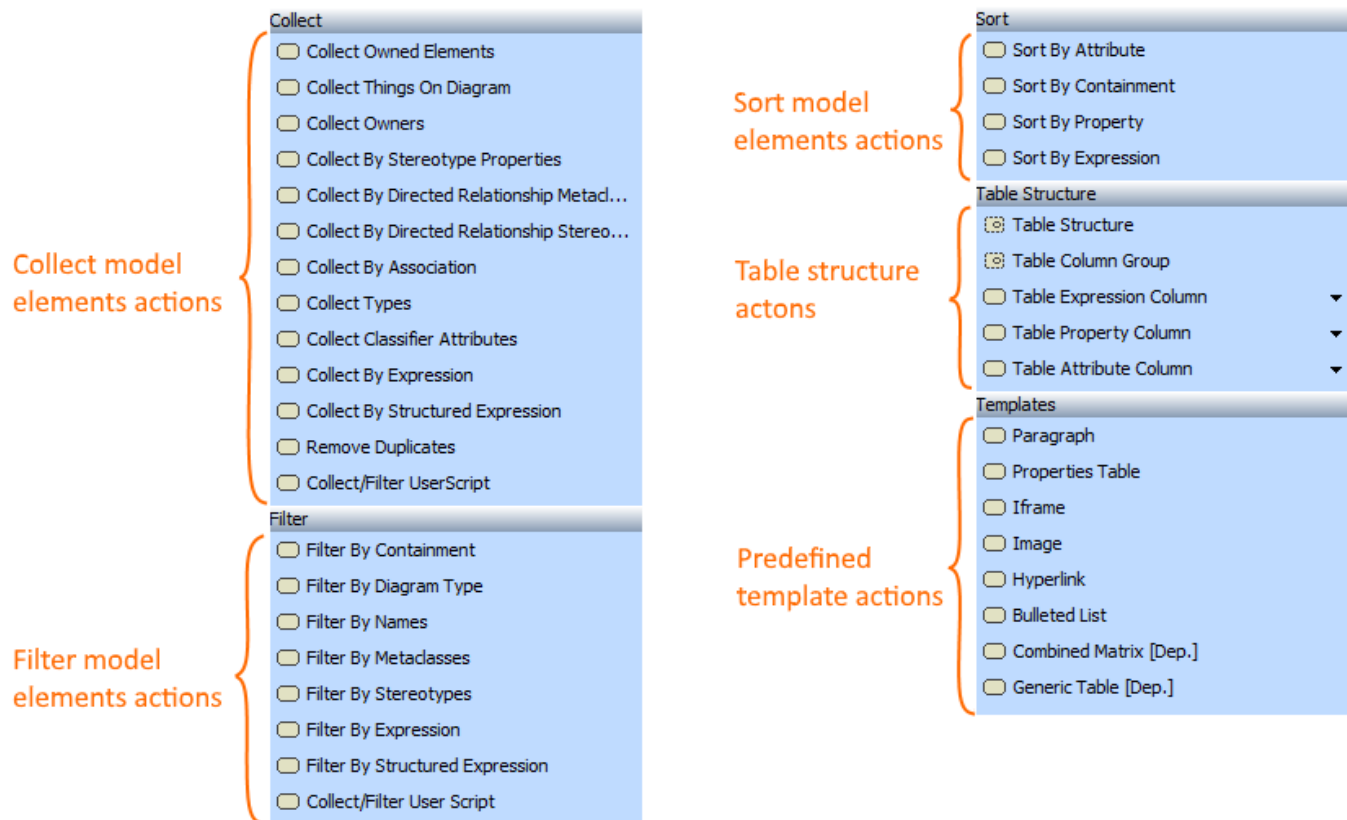 Collect
Collect Owned Elements
Collect Things On Diagram
Collect Owners
Collect By Stereotype Properties
Collect By Directed Relationship Metacl...
Collect By Directed Relationship Stereo...
Collect By Association
Collect Types
Collect Classifier Attributes
Collect By Expression
Collect By Structured Expression
Remove Duplicates
Collect/Filter UserScript
Collect model
elements actions
Filter
Filter By Containment
Filter By Diagram Type
Filter By Names
Filter By Metaclasses
Filter By Stereotypes
Filter By Expression
Filter By Structured Expression
Collect/Filter User Script
Filter model
elements actions
Sort
Sort By Attribute
Sort By Containment
Sort By Property
Sort By Expression
Sort model
elements actions
Table Structure
Table Structure
Table Column Group
Table Expression Column
Table Property Column
Table Attribute Column
Table structure
actons
Templates
Paragraph
Properties Table
Iframe
Image
Hyperlink
Bulleted List
Combined Matrix [Dep.]
Generic Table [Dep.]
Predefined
template actions